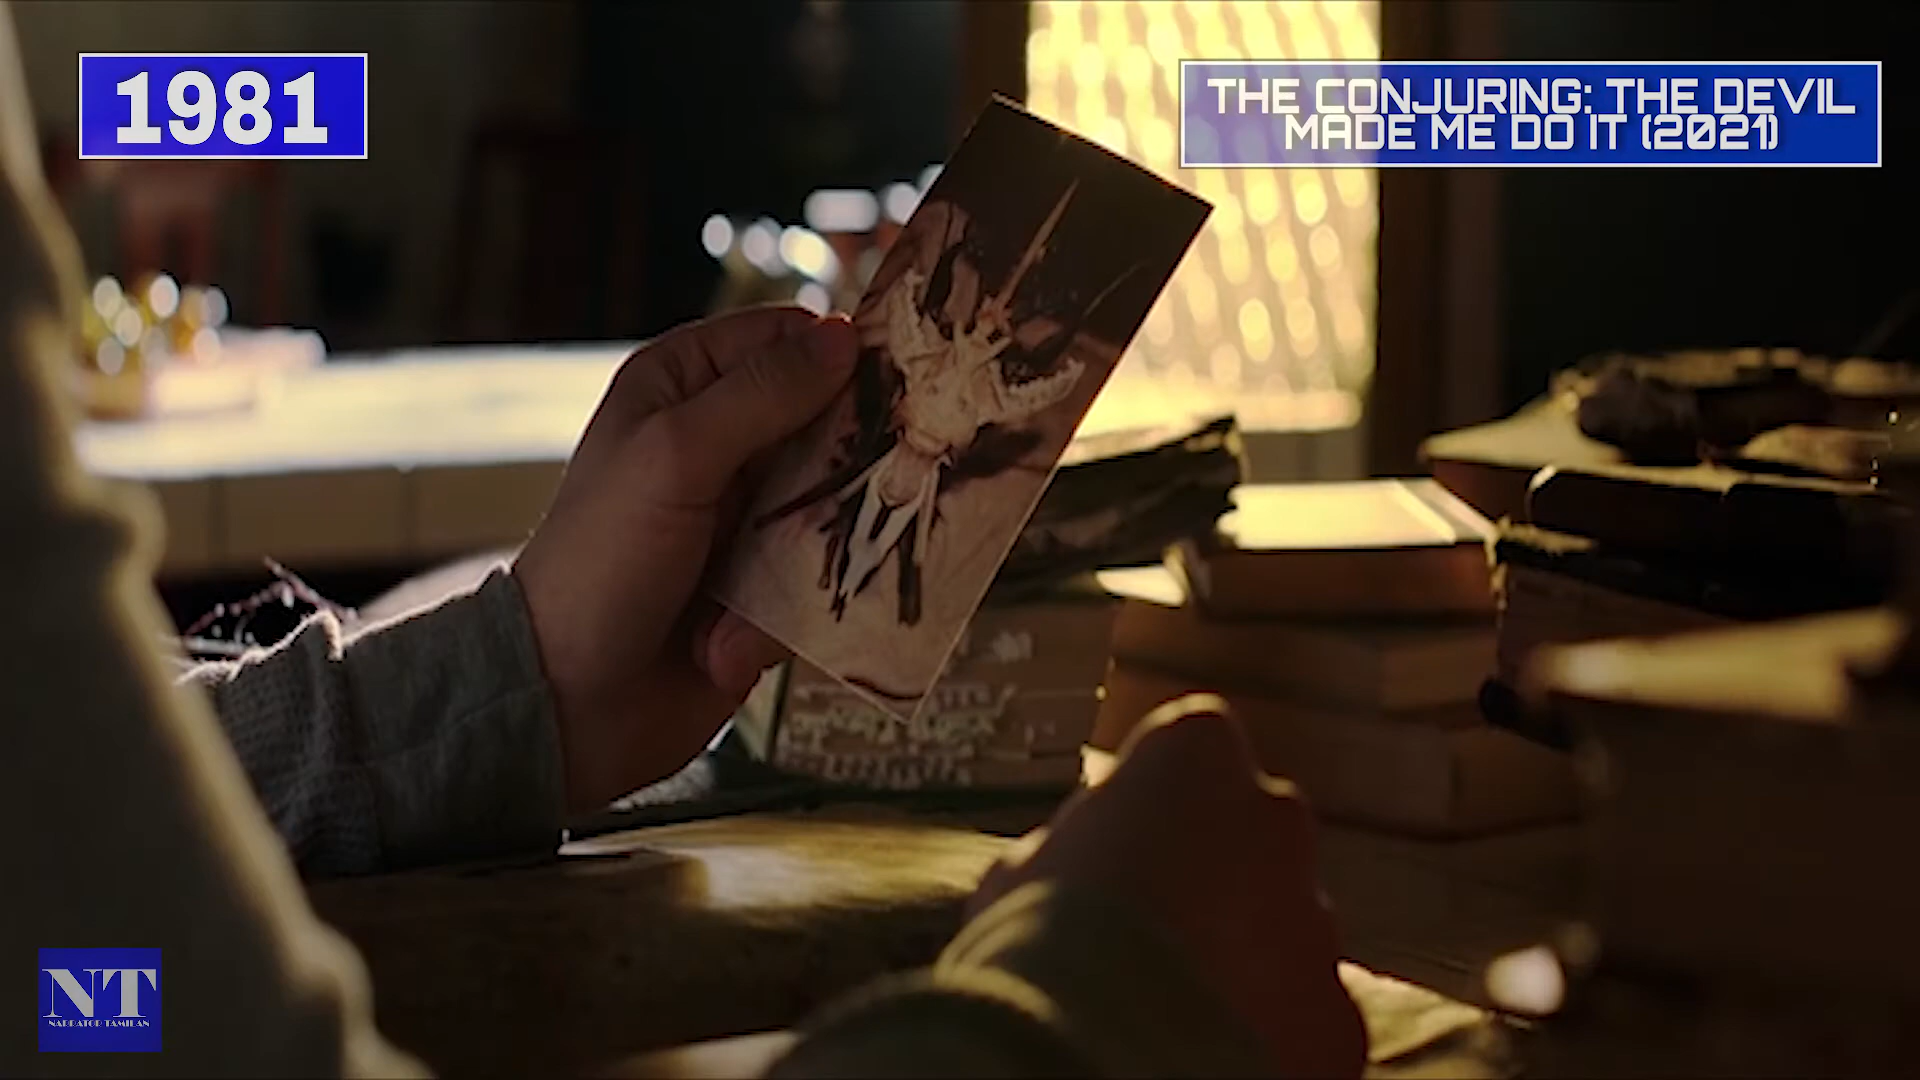 1981
THE CONJURING: THE DEVIL
MADE ME DO IT (2021)
NT
NARRATOR TAMILAN